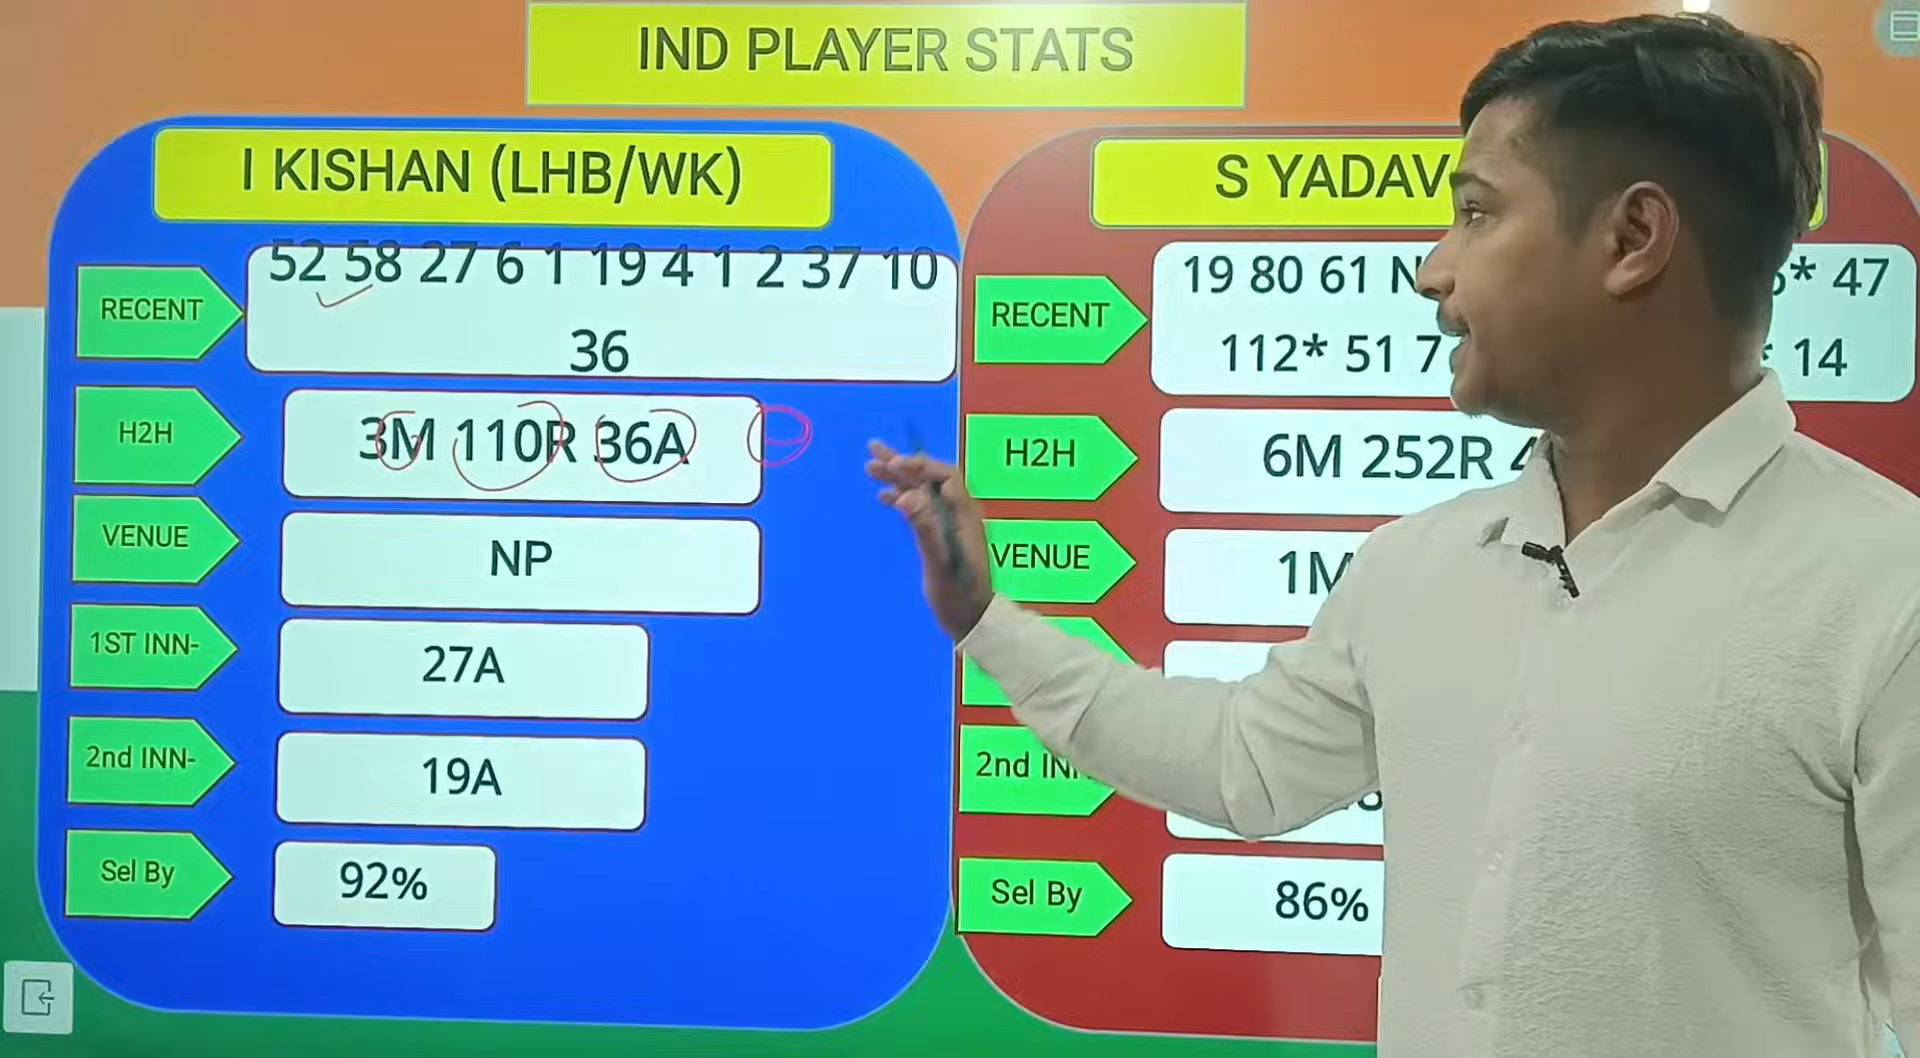 IND PLAYER STATS
I KISHAN (LHB/WK)
RECENT
52 58 27 6 1 19 4 1 2 37 10
36
H2H
3M 110R 36A
VENUE
NP
1ST INN-
27A
2nd INN-
19A
Sel By
92%
S YADAV
RECENT
19 80 61 * 47
112* 51 7 14
H2H
6M 252R
VENUE
1M
2nd
Sel By
86%